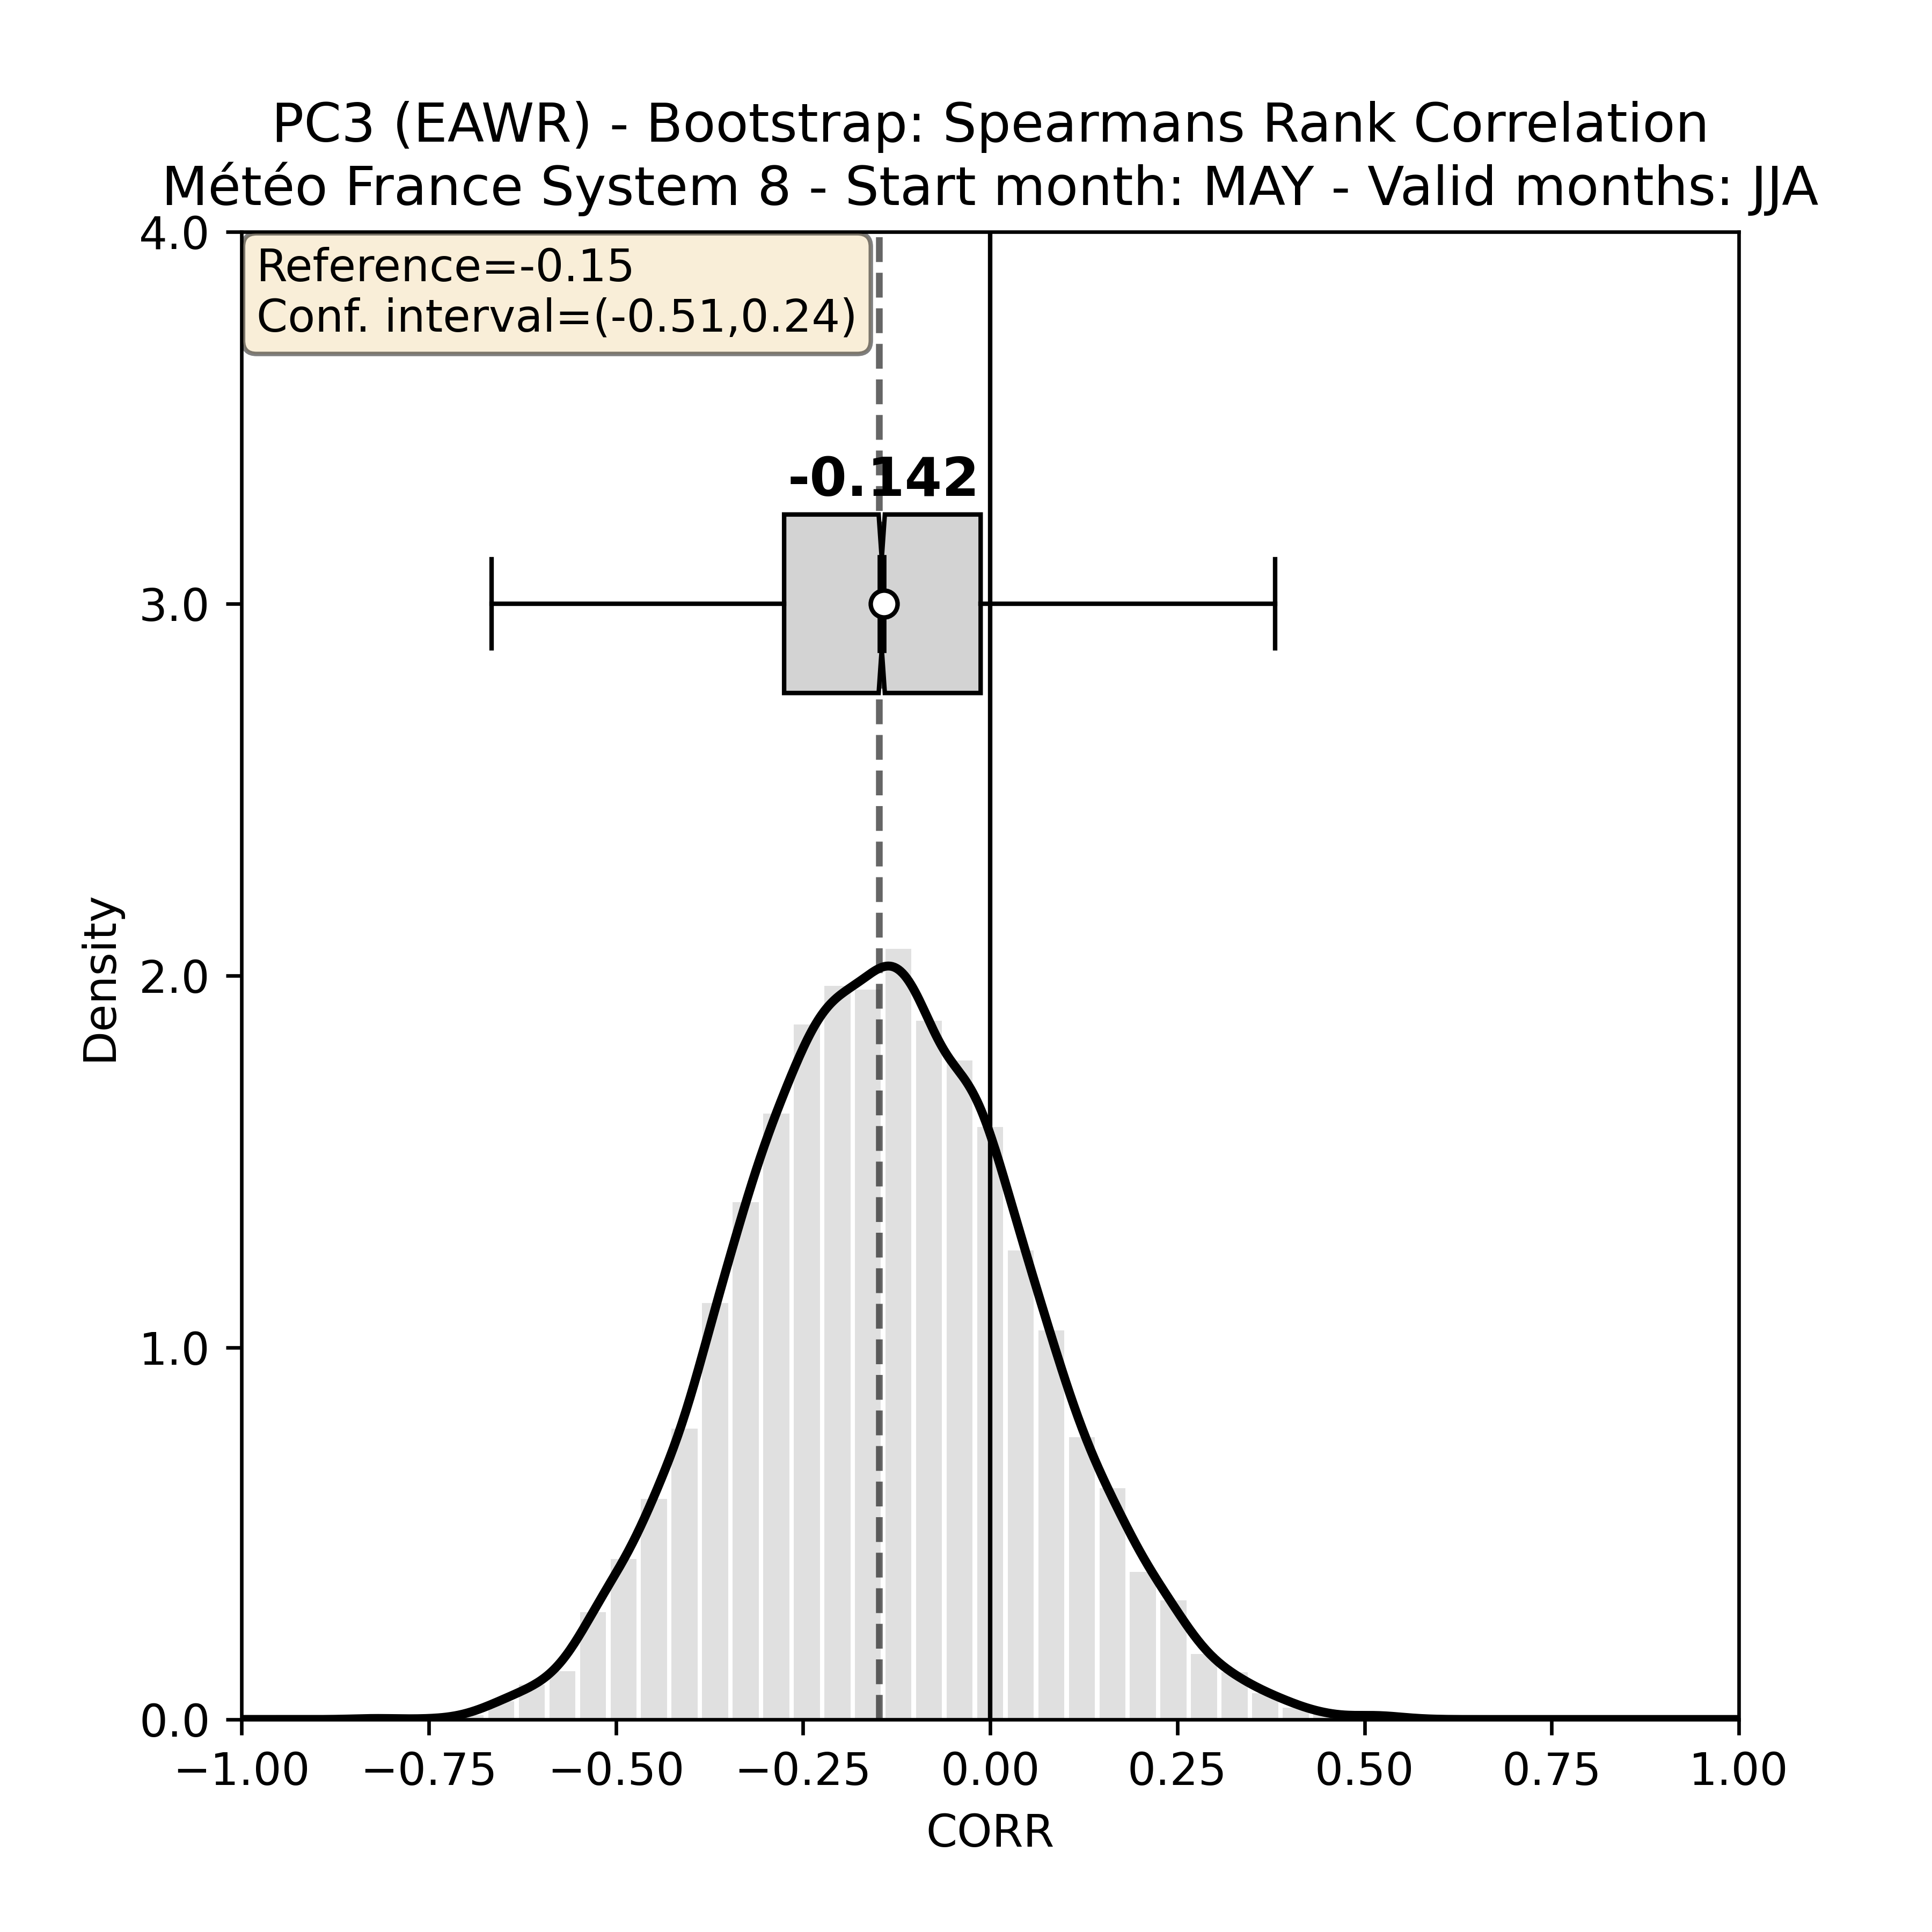 PC3 (EAWR) - Bootstrap: Spearmans Rank Correlation
Météo France System 8 - Start month: MAY - Valid months: JJA
4.0
Reference=-0.15
Conf. interval=(-0.51,0.24)
-0.142
3.0
2.0
Density
1.0
0.0
−1.00 −0.75 −0.50 −0.25 0.00 0.25 0.50 0.75 1.00
CORR